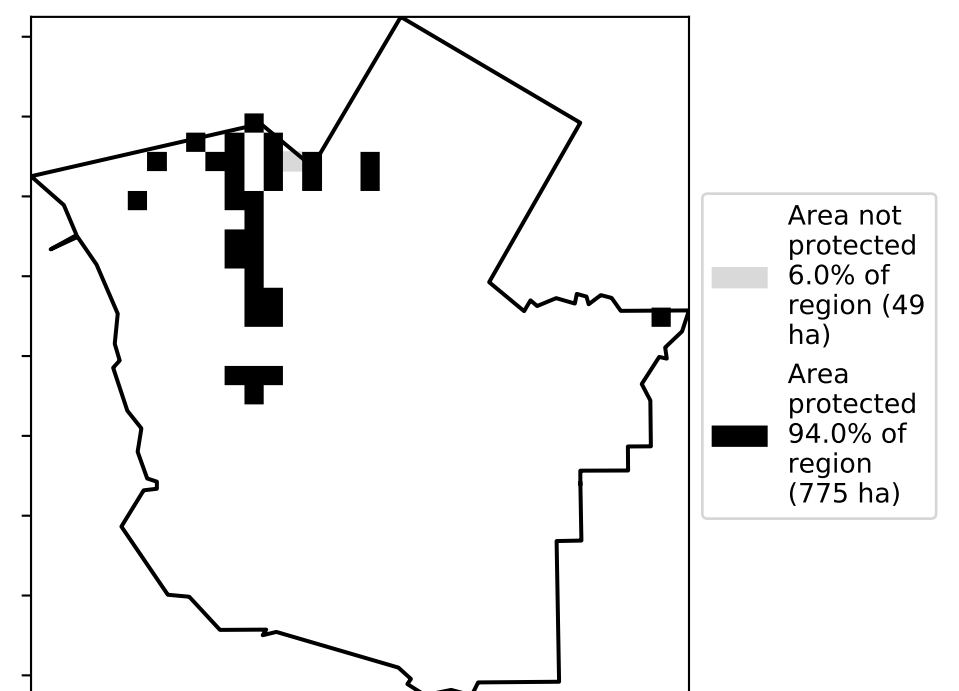 Area not
protected
6.0% of
region (49
ha)
Area
protected
94.0% of
region
(775 ha)